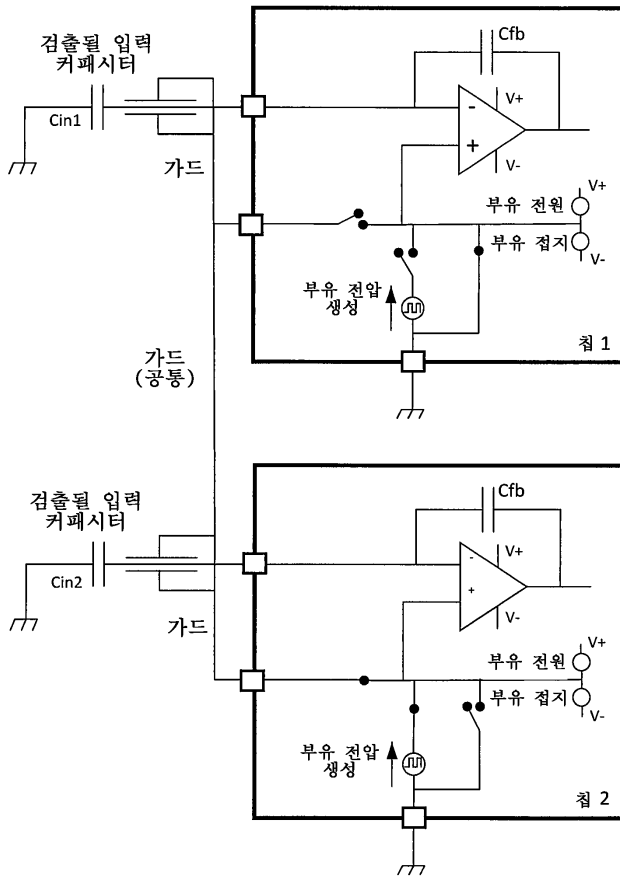 검출될 입력
커패시터
Cin1
가드
Cfb
-
+
V+
V-
부유 전원
부유 접지
V+
V-
부유 전압
생성
칩 1
가드
(공통)
검출될 입력
커패시터
Cin2
가드
Cfb
-
+
V+
V-
부유 전원
부유 접지
V+
V-
부유 전압
생성
칩 2